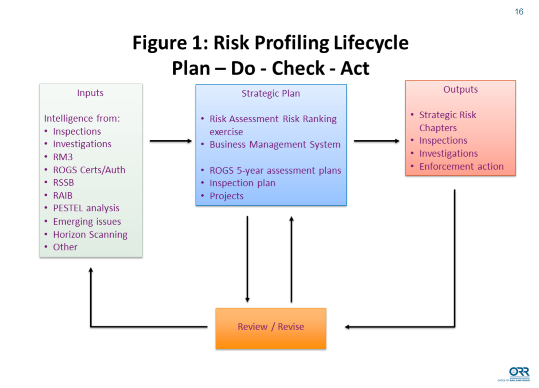 16
Figure 1: Risk Profiling Lifecycle
Plan – Do - Check - Act
Inputs
Intelligence from:
• Inspections
• Investigations
• RM3
• ROGS Certs/Auth
• RSSB
• RAIB
• PESTEL analysis
• Emerging issues
• Horizon Scanning
• Other
Strategic Plan
• Risk Assessment Risk Ranking
exercise
• Business Management System
• ROGS 5-year assessment plans
• Inspection plan
• Projects
Outputs
• Strategic Risk
Chapters
• Inspections
• Investigations
• Enforcement action
Review / Revise
ORR